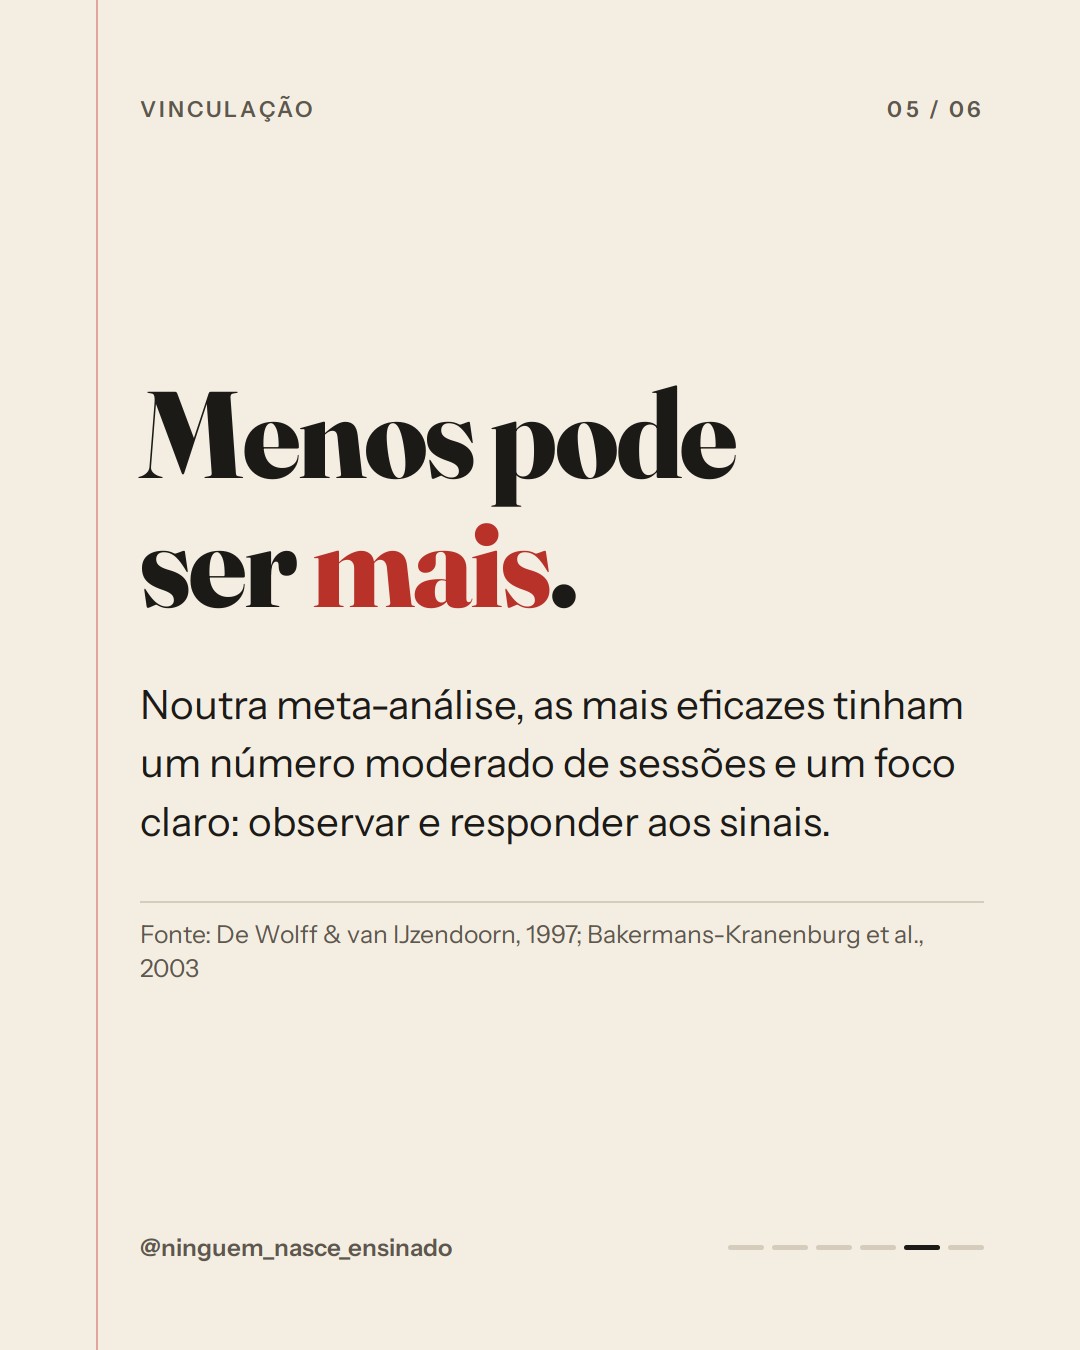 VINCULAÇÃO
05 / 06
Menos pode
ser mais.
Noutra meta-análise, as mais eficazes tinham
um número moderado de sessões e um foco
claro: observar e responder aos sinais.
Fonte: De Wolff & van IJzendoorn, 1997; Bakermans-Kranenburg et al.,
2003
@ninguem_nasce_ensinado